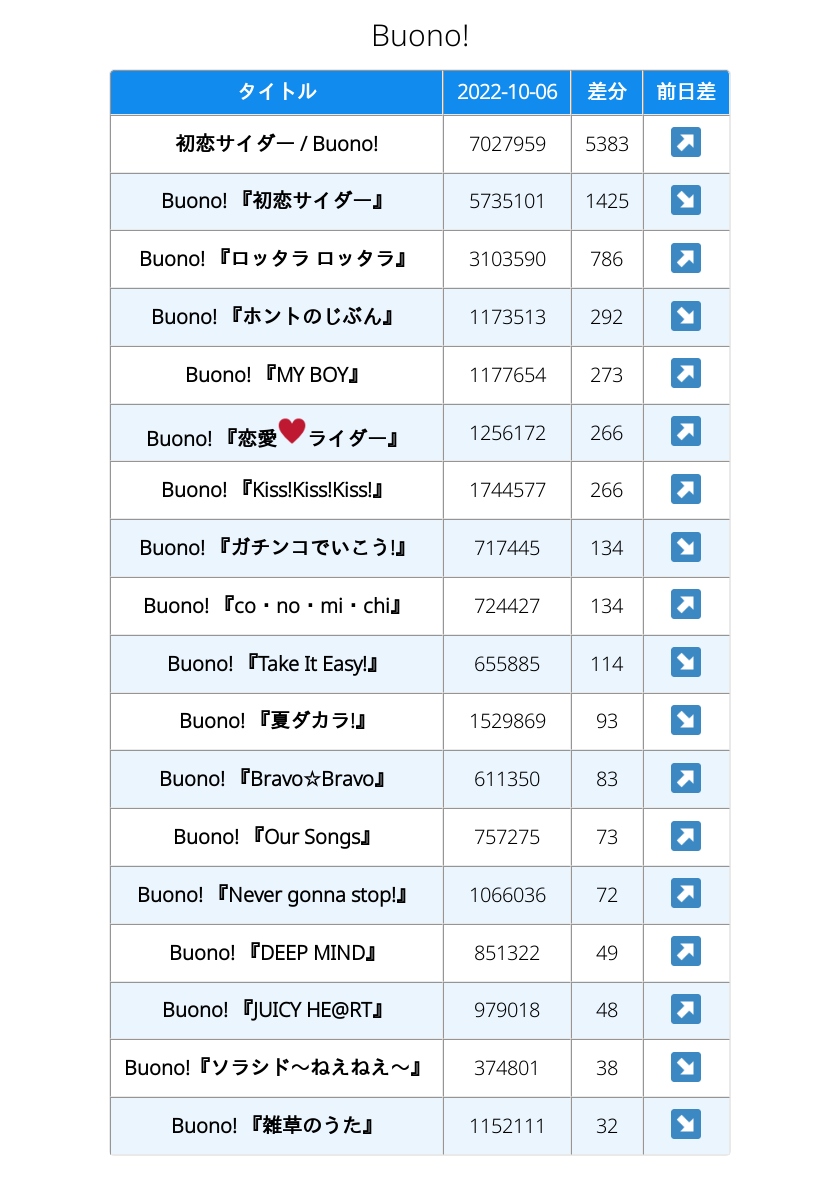 Buono!
タイトル 2022-10-06 差分 前日差
初恋サイダー / Buono! 7027959 5383 ↗
Buono! 『初恋サイダー』 5735101 1425 ↘
Buono! 『ロッタラ ロッタラ』 3103590 786 ↗
Buono! 『ホントのじぶん』 1173513 292 ↘
Buono! 『MY BOY』 1177654 273 ↗
Buono! 『恋愛♥ライダー』 1256172 266 ↗
Buono! 『Kiss!Kiss!Kiss!』 1744577 266 ↗
Buono! 『ガチンコでいこう!』 717445 134 ↘
Buono! 『co・no・mi・chi』 724427 134 ↗
Buono! 『Take It Easy!』 655885 114 ↘
Buono! 『夏ダカラ!』 1529869 93 ↘
Buono! 『Bravo☆Bravo』 611350 83 ↗
Buono! 『Our Songs』 757275 73 ↗
Buono! 『Never gonna stop!』 1066036 72 ↗
Buono! 『DEEP MIND』 851322 49 ↗
Buono! 『JUICY HE@RT』 979018 48 ↗
Buono!『ソラシド〜ねえねえ〜』 374801 38 ↘
Buono! 『雑草のうた』 1152111 32 ↘